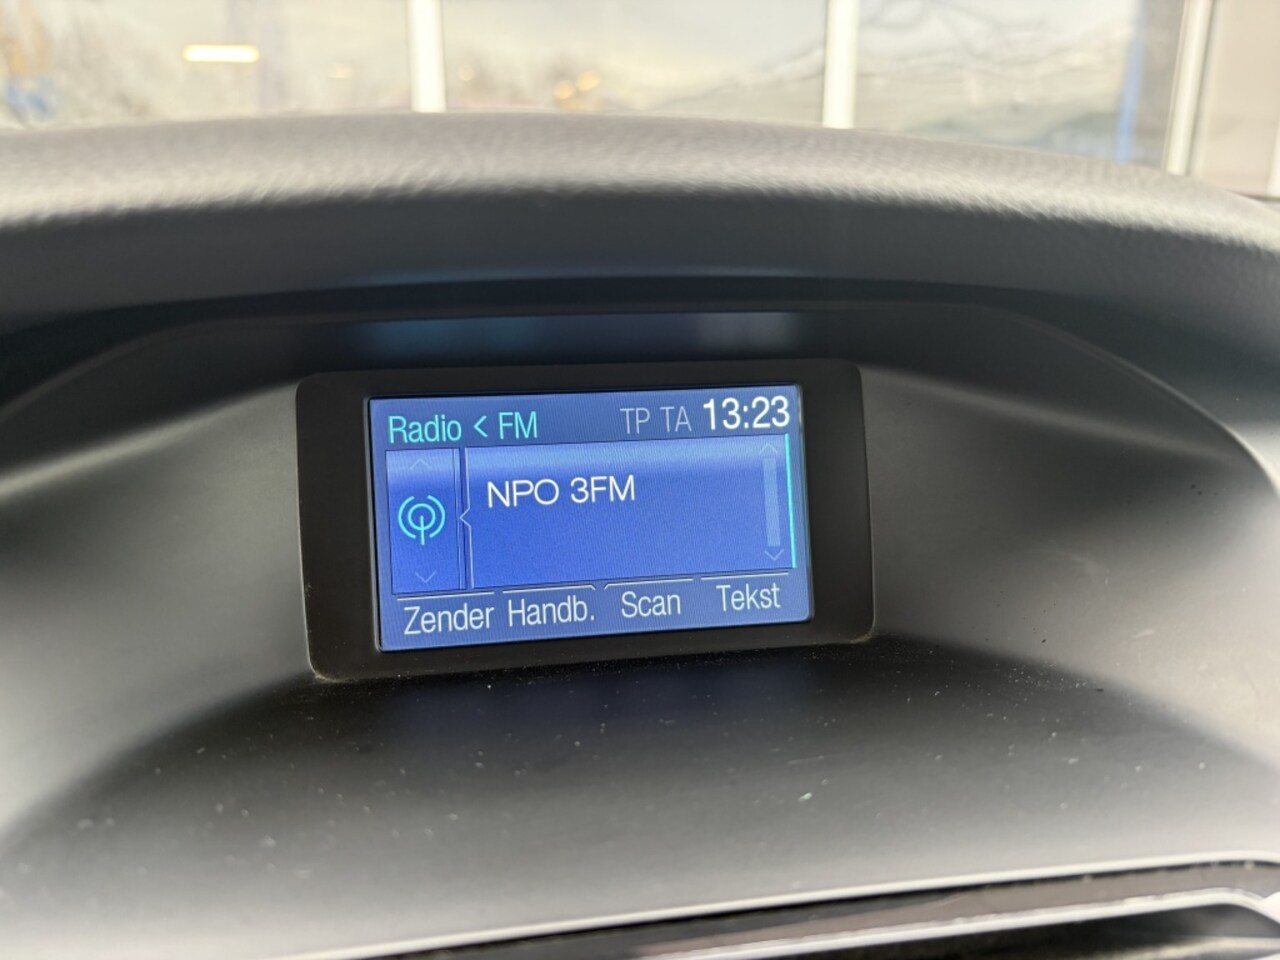 Radio < FM TP TA 13:23
NPO 3FM
Zender Handb. Scan Tekst